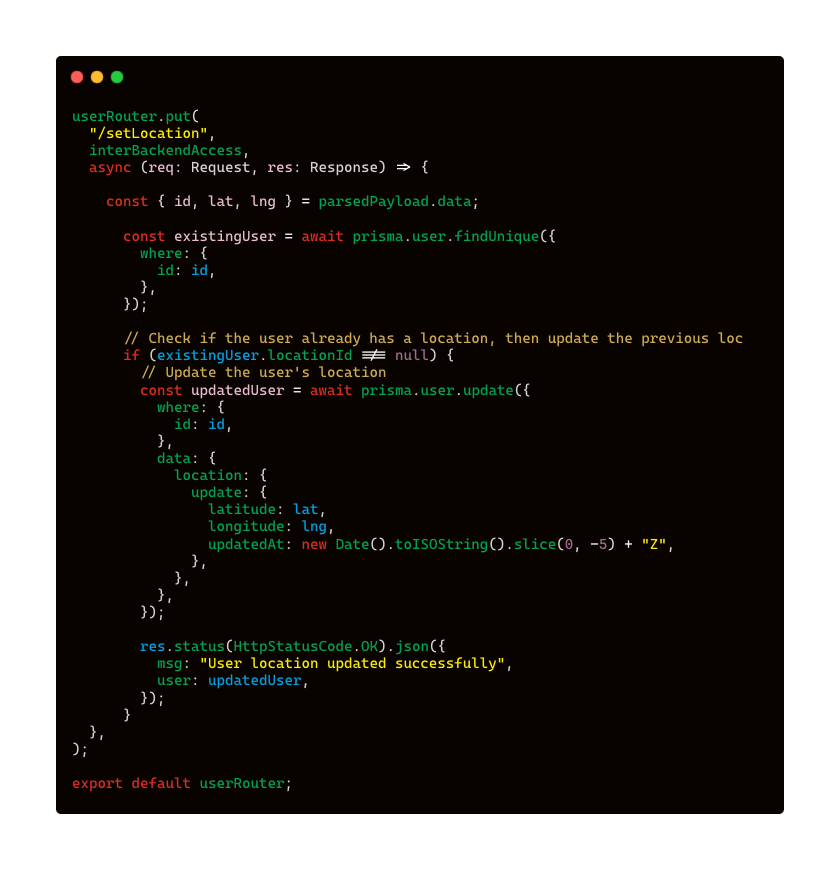 userRouter.put(
  "/setLocation",
  interBackendAccess,
  async (req: Request, res: Response) => {

    const { id, lat, lng } = parsedPayload.data;

      const existingUser = await prisma.user.findUnique({
        where: {
          id: id,
        },
      });

      // Check if the user already has a location, then update the previous loc
      if (existingUser.locationId !== null) {
        // Update the user's location
        const updatedUser = await prisma.user.update({
          where: {
            id: id,
          },
          data: {
            location: {
              update: {
                latitude: lat,
                longitude: lng,
                updatedAt: new Date().toISOString().slice(0, -5) + "Z",
              },
            },
          },
        });

        res.status(HttpStatusCode.OK).json({
          msg: "User location updated successfully",
          user: updatedUser,
        });
      }
  },
);

export default userRouter;